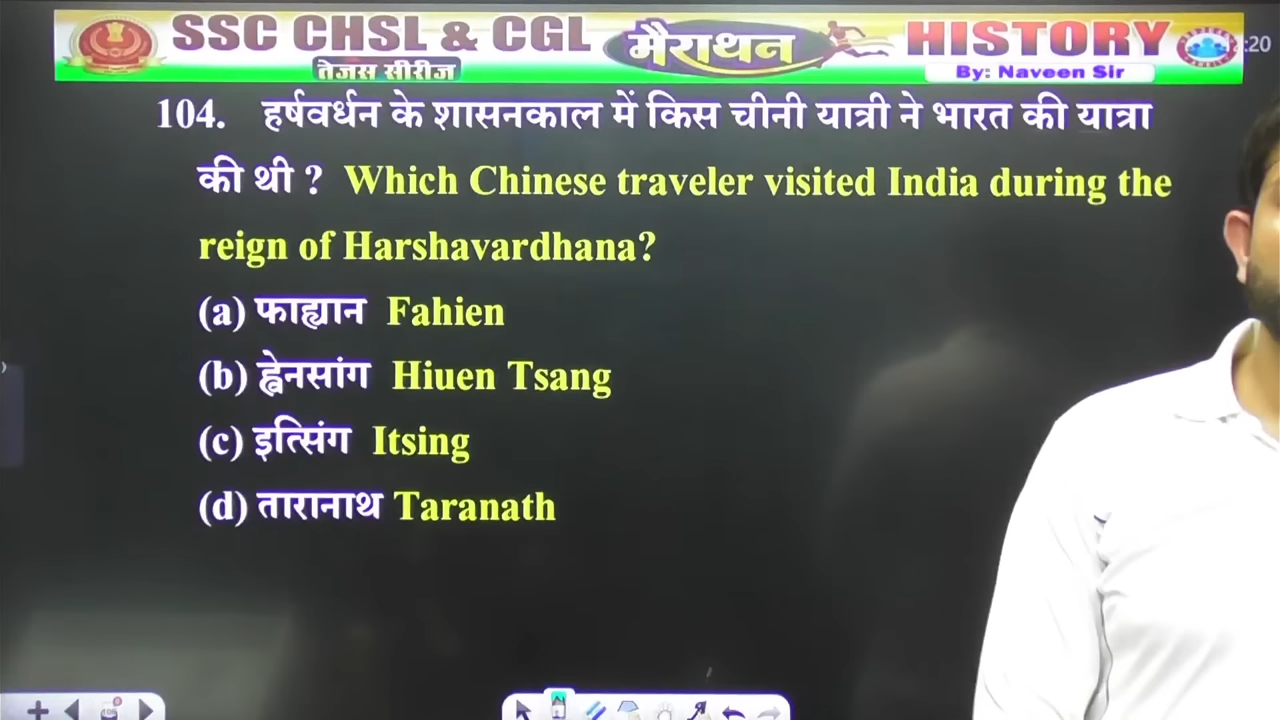 SSC CHSL & CGL
तेजस सीरीज
मैराथन
HISTORY
By: Naveen Sir
:20
104. हर्षवर्धन के शासनकाल में किस चीनी यात्री ने भारत की यात्रा
की थी ? Which Chinese traveler visited India during the
reign of Harshavardhana?
(a) फाह्यान Fahien
(b) ह्वेनसांग Hiuen Tsang
(c) इत्सिंग Itsing
(d) तारानाथ Taranath